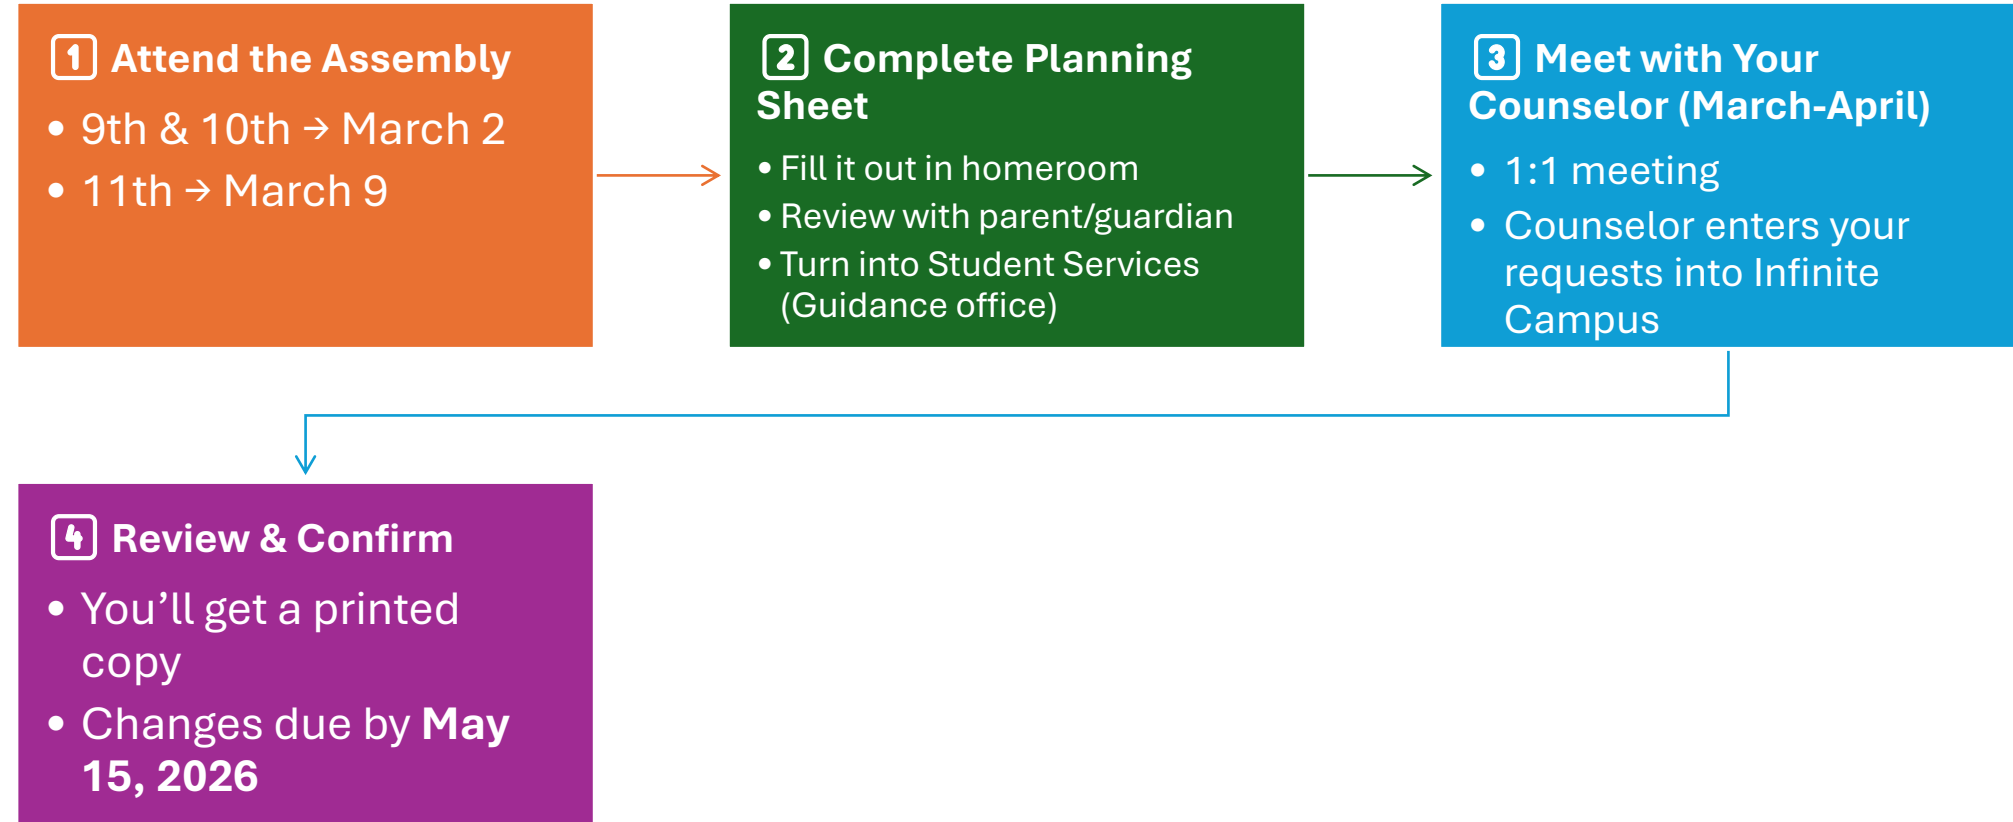 1 Attend the Assembly
• 9th & 10th → March 2
• 11th → March 9
2 Complete Planning
Sheet
• Fill it out in homeroom
• Review with parent/guardian
• Turn into Student Services
(Guidance office)
3 Meet with Your
Counselor (March-April)
• 1:1 meeting
• Counselor enters your
requests into Infinite
Campus
4 Review & Confirm
• You’ll get a printed
copy
• Changes due by May
15, 2026